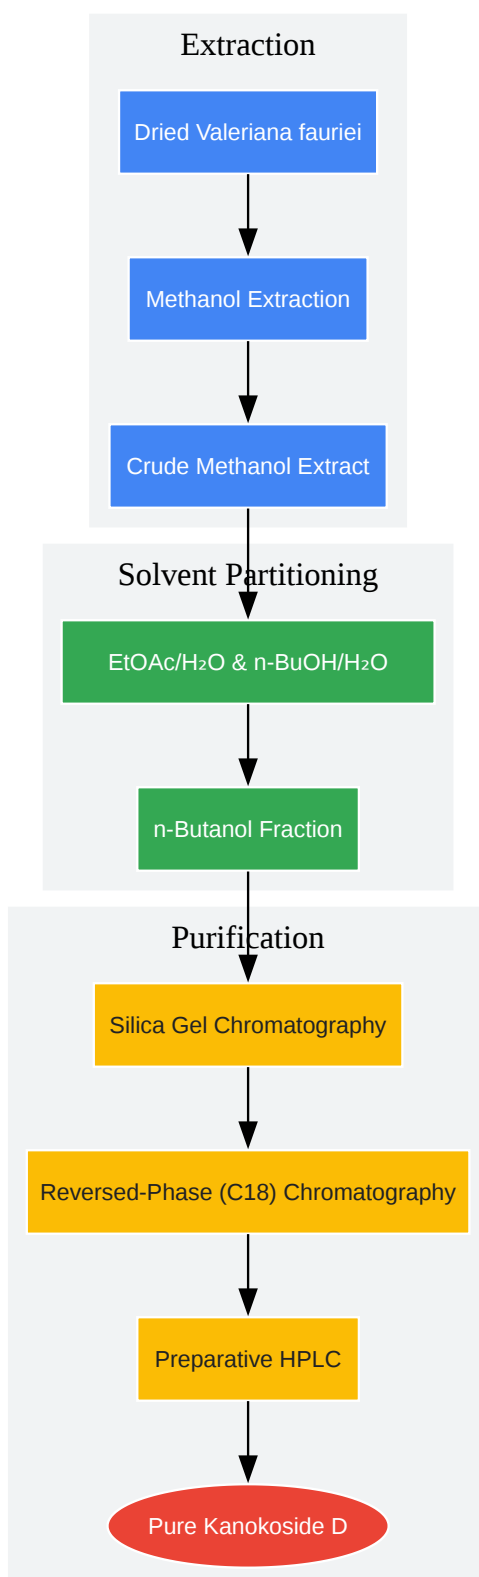 Extraction
Dried Valeriana fauriei
Methanol Extraction
Crude Methanol Extract
Solvent Partitioning
EtOAc/H₂O & n-BuOH/H₂O
n-Butanol Fraction
Purification
Silica Gel Chromatography
Reversed-Phase (C18) Chromatography
Preparative HPLC
Pure Kanokoside D